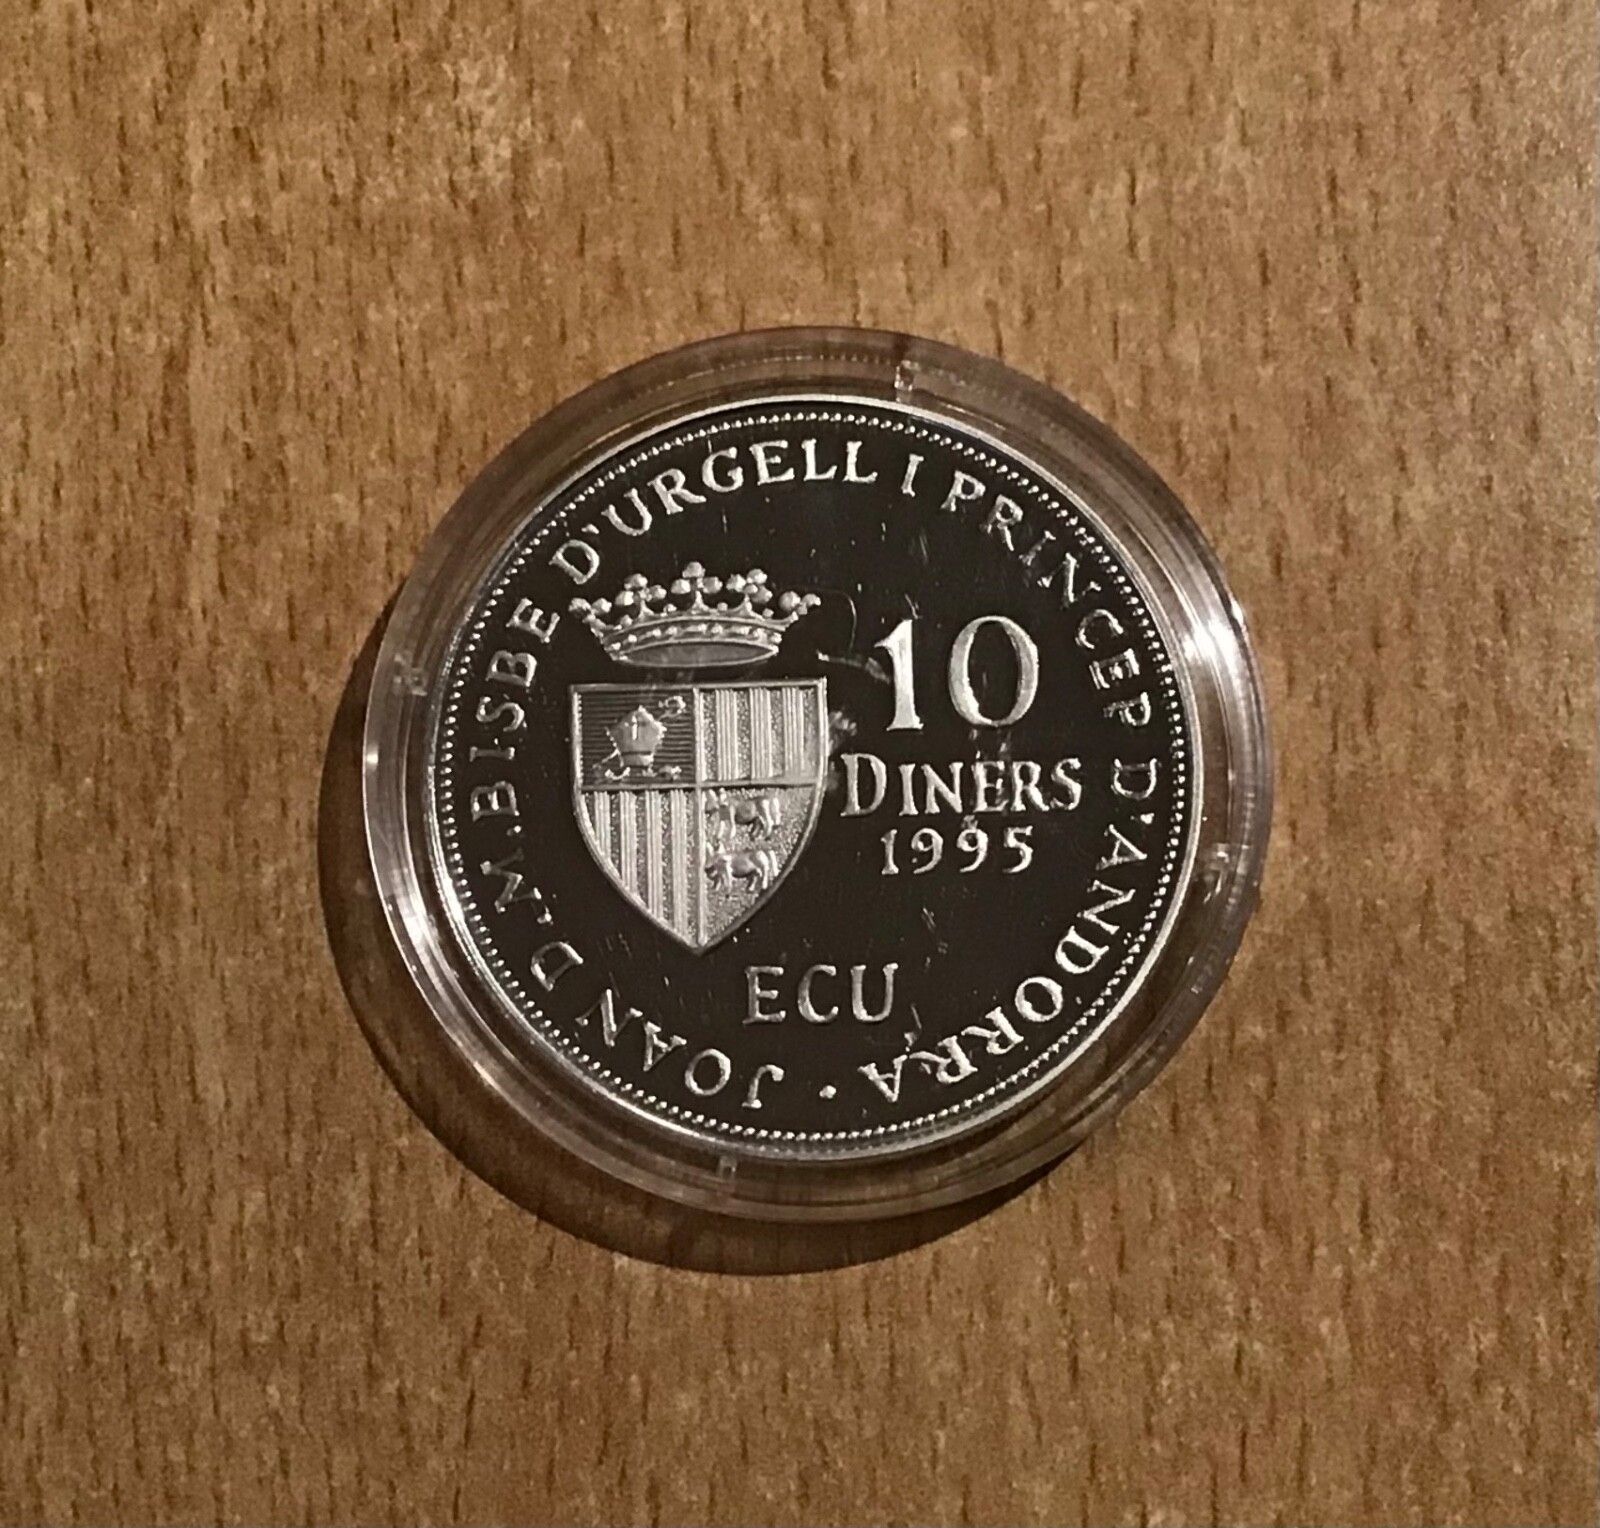 JOAN D.M.BISBE D'URGELL I PRINCEP D'ANDORRA •
10
DINERS
1995
ECU